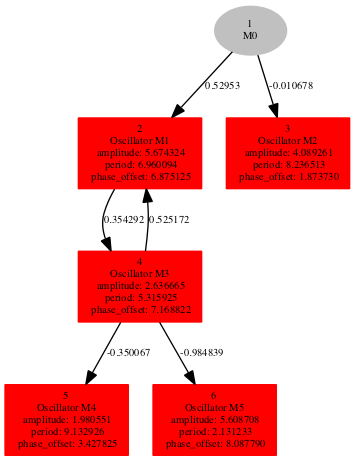 1
M0
0.52953
-0.010678
2
Oscillator M1
amplitude: 5.674324
period: 6.960094
phase_offset: 6.875125
3
Oscillator M2
amplitude: 4.089261
period: 8.236513
phase_offset: 1.873730
0.354292
0.525172
4
Oscillator M3
amplitude: 2.636665
period: 5.315925
phase_offset: 7.168822
-0.350067
-0.984839
5
Oscillator M4
amplitude: 1.980551
period: 9.132926
phase_offset: 3.427825
6
Oscillator M5
amplitude: 5.608708
period: 2.131233
phase_offset: 8.087790